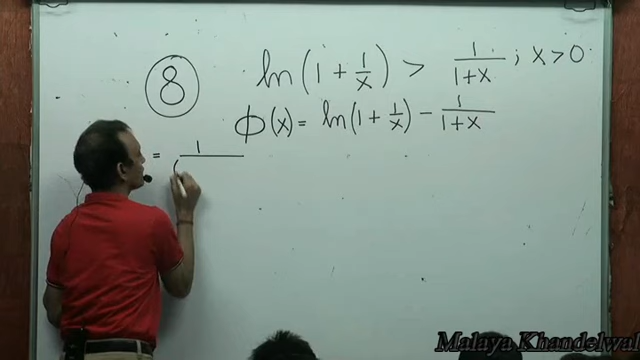 ⑧ ln(1 + 1/x) > 1/(1+x) ; x > 0
ϕ(x) = ln(1 + 1/x) − 1/(1+x)
= 1/(
Malaya Khandelwal